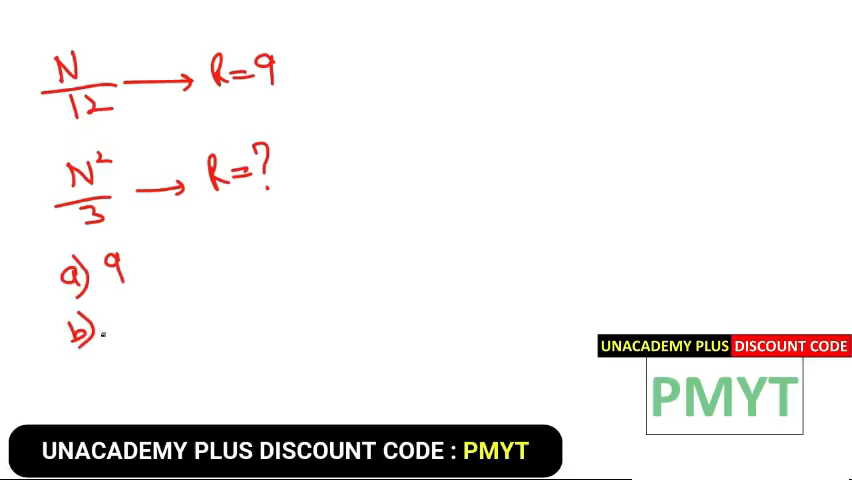 N/12 → R=9
N²/3 → R=?
a) 9
b)
UNACADEMY PLUS DISCOUNT CODE
PMYT
UNACADEMY PLUS DISCOUNT CODE : PMYT